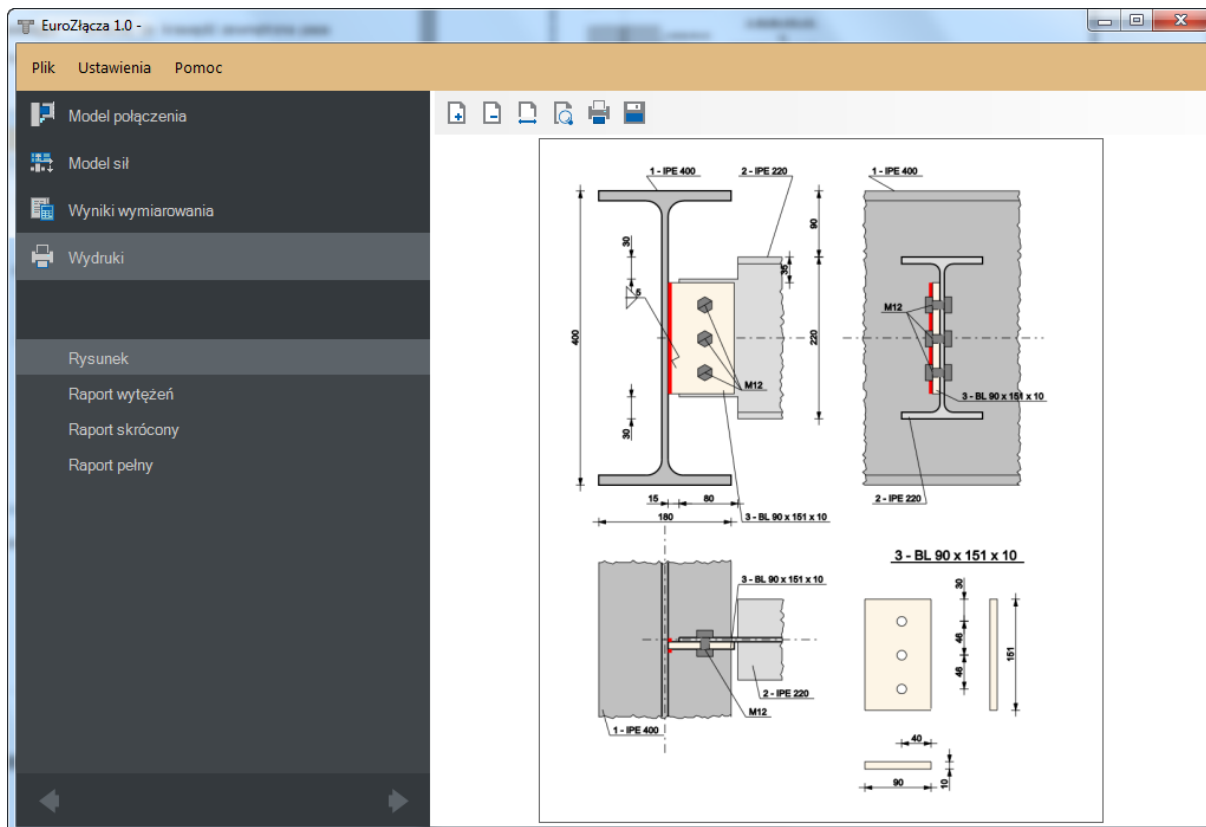 EuroZłącza 1.0 -
Plik Ustawienia Pomoc
Model połączenia
Model sił
Wyniki wymiarowania
Wydruki
Rysunek
Raport wytężeń
Raport skrócony
Raport pełny
1 - IPE 400
2 - IPE 220
1 - IPE 400
90
30
35
5
400
220
M12
M12
3 - BL 90 x 151 x 10
30
15
80
2 - IPE 220
180
3 - BL 90 x 151 x 10
3 - BL 90 x 151 x 10
3 - BL 90 x 151 x 10
30
46
151
46
2 - IPE 220
M12
1 - IPE 400
40
90
10